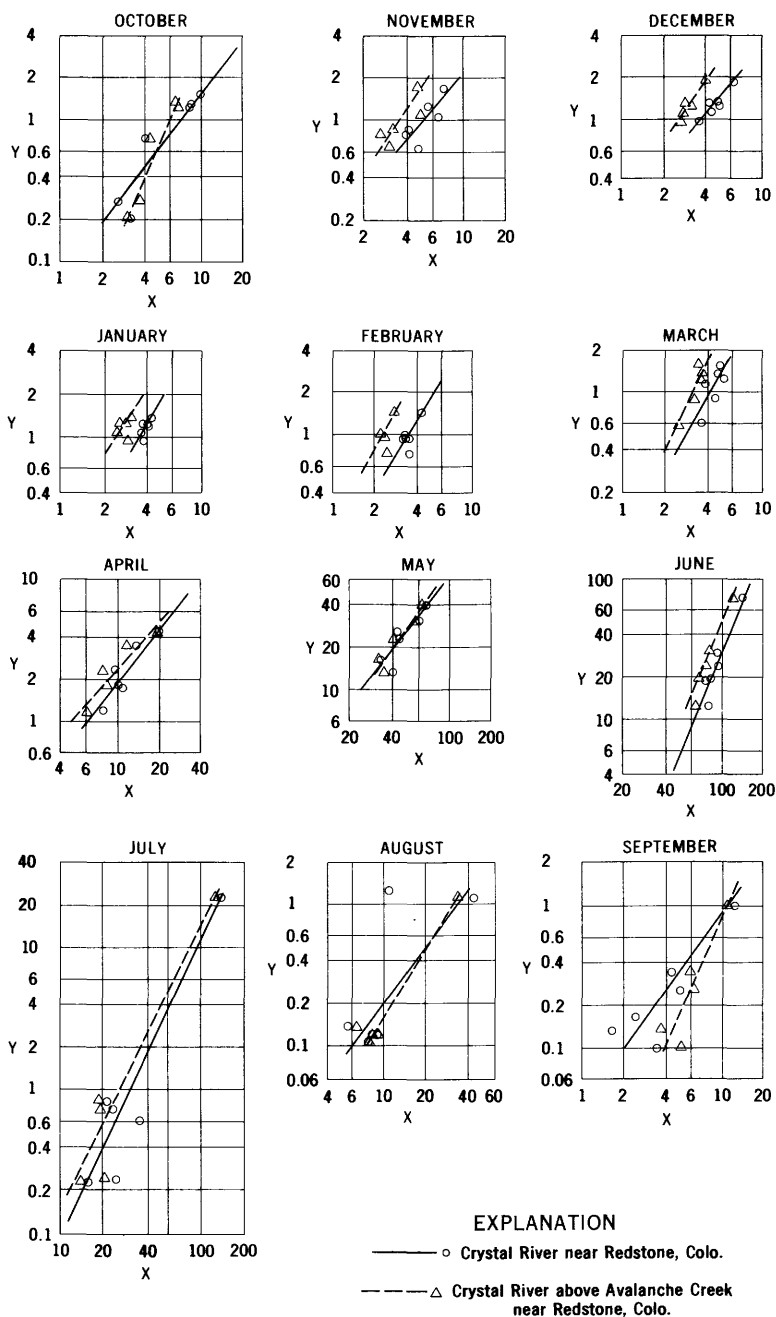 OCTOBER
4
2
1
Y
0.6
0.4
0.2
0.1
1 2 4 6 10 20
X
NOVEMBER
4
2
1
Y
0.6
0.4
0.2
2 4 6 10 20
X
DECEMBER
4
2
Y
1
0.6
0.4
1 2 4 6 10
X
JANUARY
4
2
Y
1
0.6
0.4
1 2 4 6 10
X
FEBRUARY
4
2
Y
1
0.6
0.4
1 2 4 6 10
X
MARCH
2
1
Y
0.6
0.4
0.2
1 2 4 6 10
X
APRIL
10
6
4
Y
2
1
0.6
4 6 10 20 40
X
MAY
60
40
Y 20
10
6
20 40 100 200
X
JUNE
100
60
40
Y 20
10
6
4
20 40 100 200
X
JULY
40
20
10
6
4
Y 2
1
0.6
0.4
0.2
0.1
10 20 40 100 200
X
AUGUST
2
1
0.6
0.4
Y
0.2
0.1
0.06
4 6 10 20 40 60
X
SEPTEMBER
2
1
0.6
0.4
Y
0.2
0.1
0.06
1 2 4 6 10 20
X
EXPLANATION
Crystal River near Redstone, Colo.
Crystal River above Avalanche Creek
near Redstone, Colo.